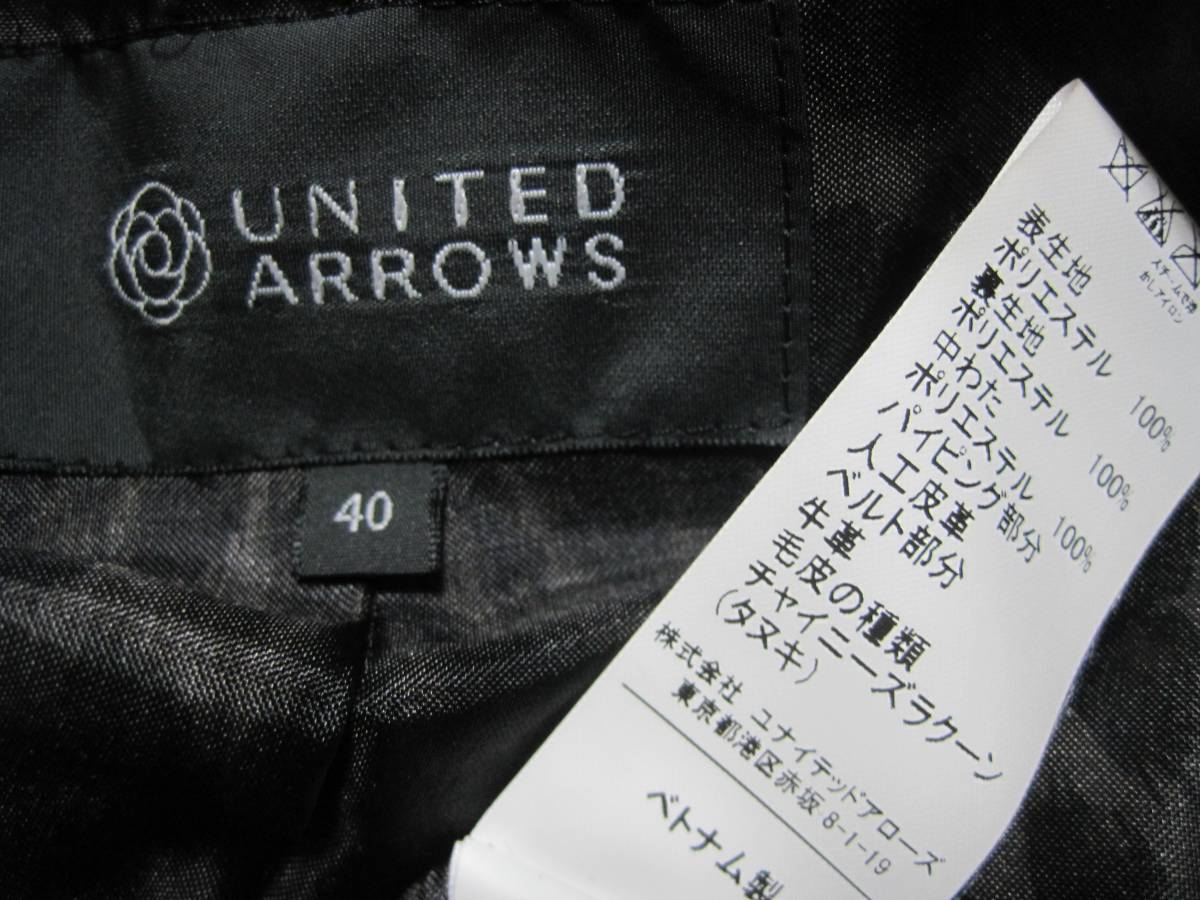 UNITED
ARROWS
40
表生地
ポリエステル 100%
裏生地
ポリエステル 100%
中わた
ポリエステル 100%
パイピング部分
人工皮革
ベルト部分
牛革
毛皮の種類
チャイニーズラクーン
(タヌキ)
株式会社 ユナイテッドアローズ
東京都港区赤坂8-1-19
ベトナム製